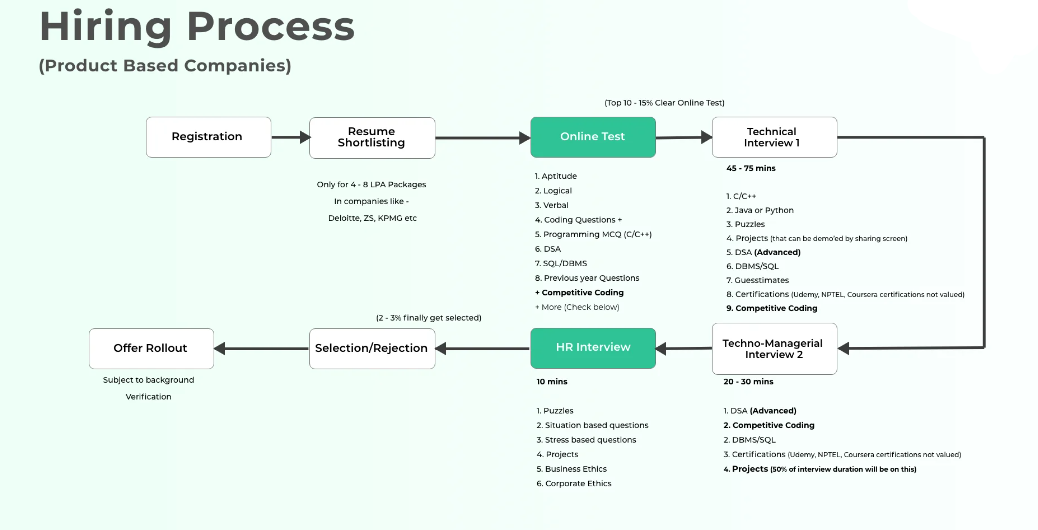 Hiring Process
(Product Based Companies)
(Top 10 - 15% Clear Online Test)
Registration
Resume
Shortlisting
Online Test
Technical
Interview 1
Only for 4 - 8 LPA Packages
In companies like -
Deloitte, ZS, KPMG etc
1. Aptitude
2. Logical
3. Verbal
4. Coding Questions +
5. Programming MCQ (C/C++)
6. DSA
7. SQL/DBMS
8. Previous year Questions
+ Competitive Coding
+ More (Check below)
45 - 75 mins
1. C/C++
2. Java or Python
3. Puzzles
4. Projects (that can be demo'ed by sharing screen)
5. DSA (Advanced)
6. DBMS/SQL
7. Guesstimates
8. Certifications (Udemy, NPTEL, Coursera certifications not valued)
9. Competitive Coding
(2 - 3% finally get selected)
Offer Rollout
Selection/Rejection
HR Interview
Techno-Managerial
Interview 2
Subject to background
Verification
10 mins
1. Puzzles
2. Situation based questions
3. Stress based questions
4. Projects
5. Business Ethics
6. Corporate Ethics
20 - 30 mins
1. DSA (Advanced)
2. Competitive Coding
2. DBMS/SQL
3. Certifications (Udemy, NPTEL, Coursera certifications not valued)
4. Projects (50% of interview duration will be on this)